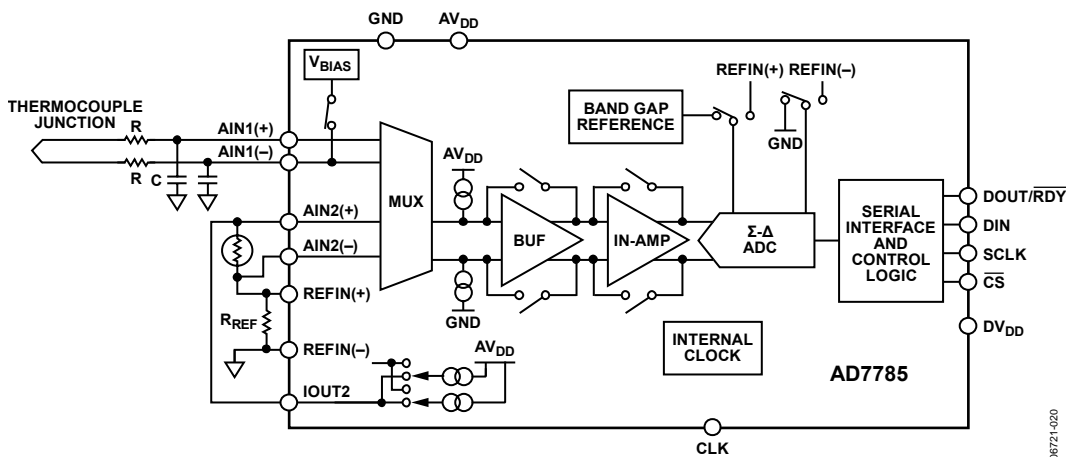 GND
AVDD
VBIAS
REFIN(+) REFIN(–)
THERMOCOUPLE
JUNCTION
R
AIN1(+)
BAND GAP
REFERENCE
GND
R
C
AIN1(–)
MUX
AVDD
AIN2(+)
AIN2(–)
BUF
IN-AMP
Σ-Δ
ADC
SERIAL
INTERFACE
AND
CONTROL
LOGIC
DOUT/RDY
DIN
SCLK
CS
REFIN(+)
GND
RREF
INTERNAL
CLOCK
DVDD
REFIN(–)
AVDD
AD7785
IOUT2
CLK
06721-020